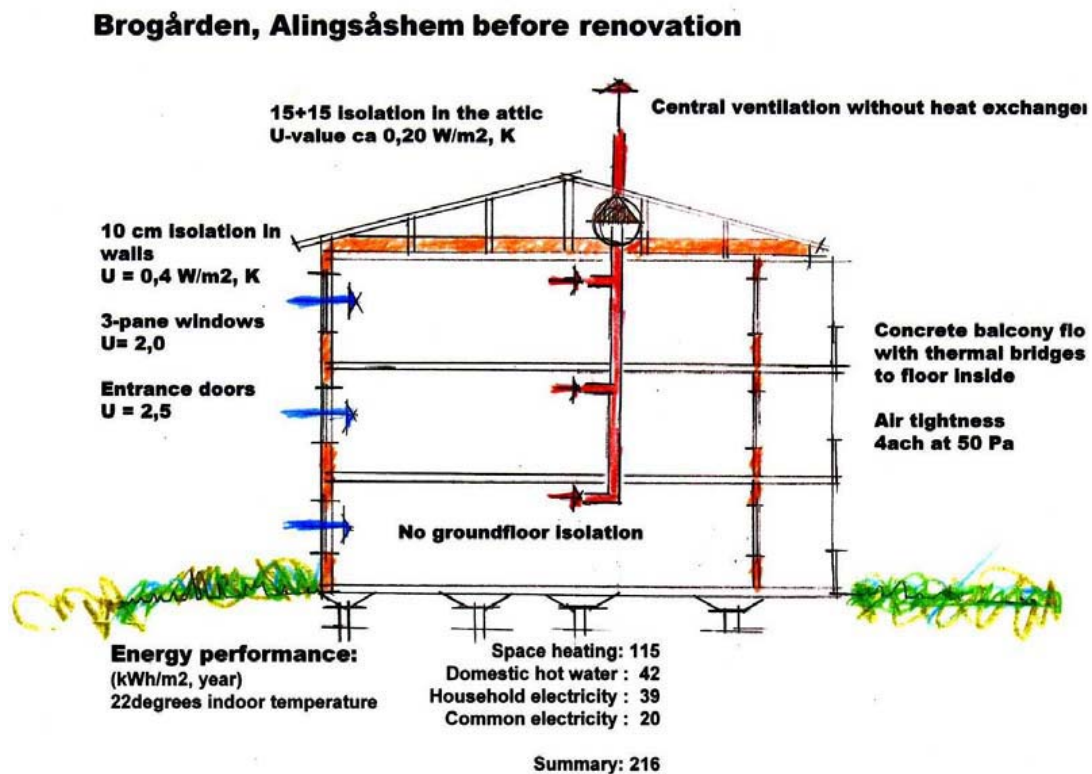 Brogården, Alingsåshem before renovation
15+15 isolation in the attic
U-value ca 0,20 W/m2, K
Central ventilation without heat exchange
10 cm isolation in
walls
U = 0,4 W/m2, K
3-pane windows
U= 2,0
Entrance doors
U = 2,5
Concrete balcony flo
with thermal bridges
to floor inside
Air tightness
4ach at 50 Pa
No groundfloor isolation
Energy performance:
(kWh/m2, year)
22degrees indoor temperature
Space heating: 115
Domestic hot water : 42
Household electricity : 39
Common electricity : 20
Summary: 216